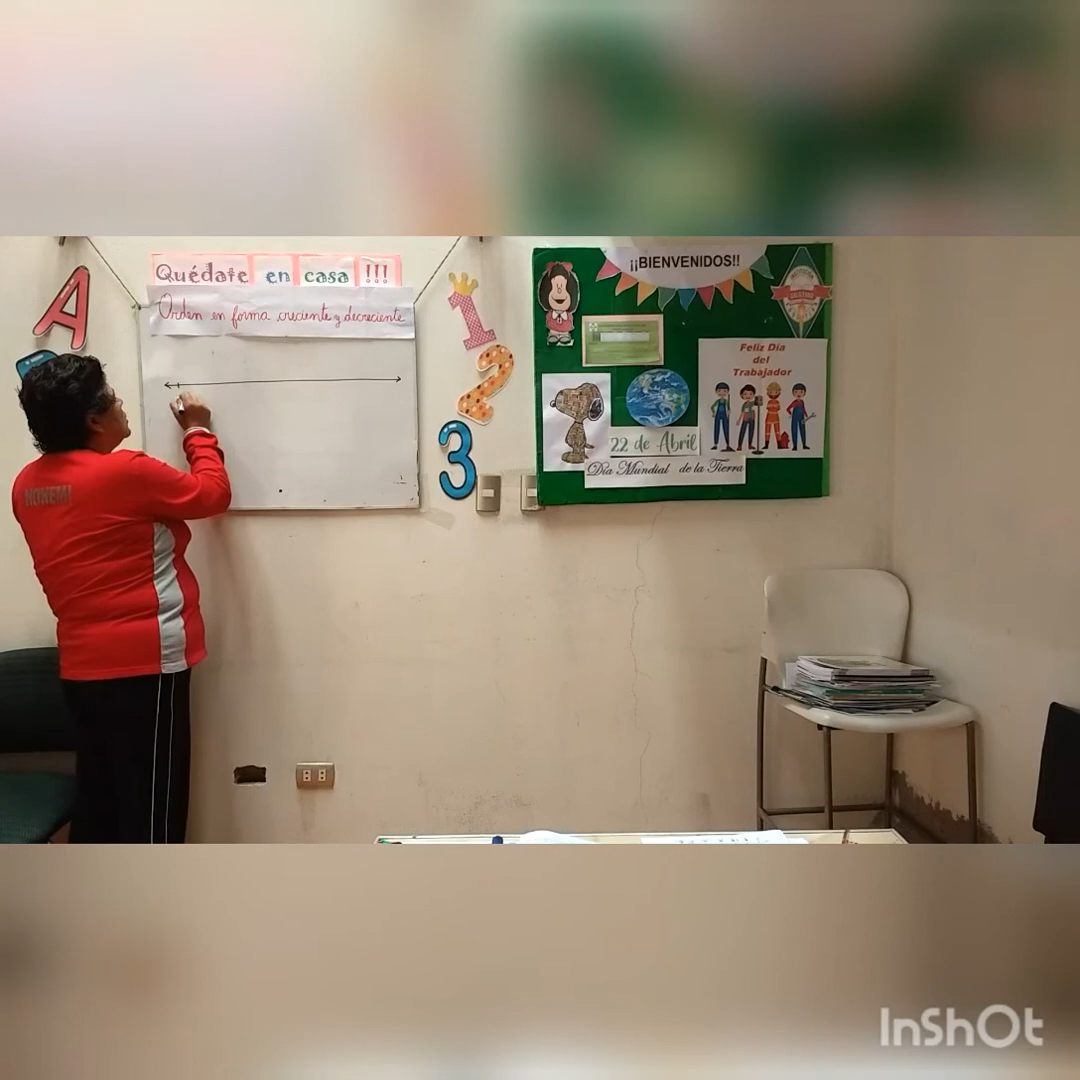 Quédate en casa !!!
Orden en forma creciente y decreciente
A
1
2
3
NOHEMI
¡¡BIENVENIDOS!!
Feliz Día
del
Trabajador
22 de Abril
Día Mundial de la Tierra
InShOt